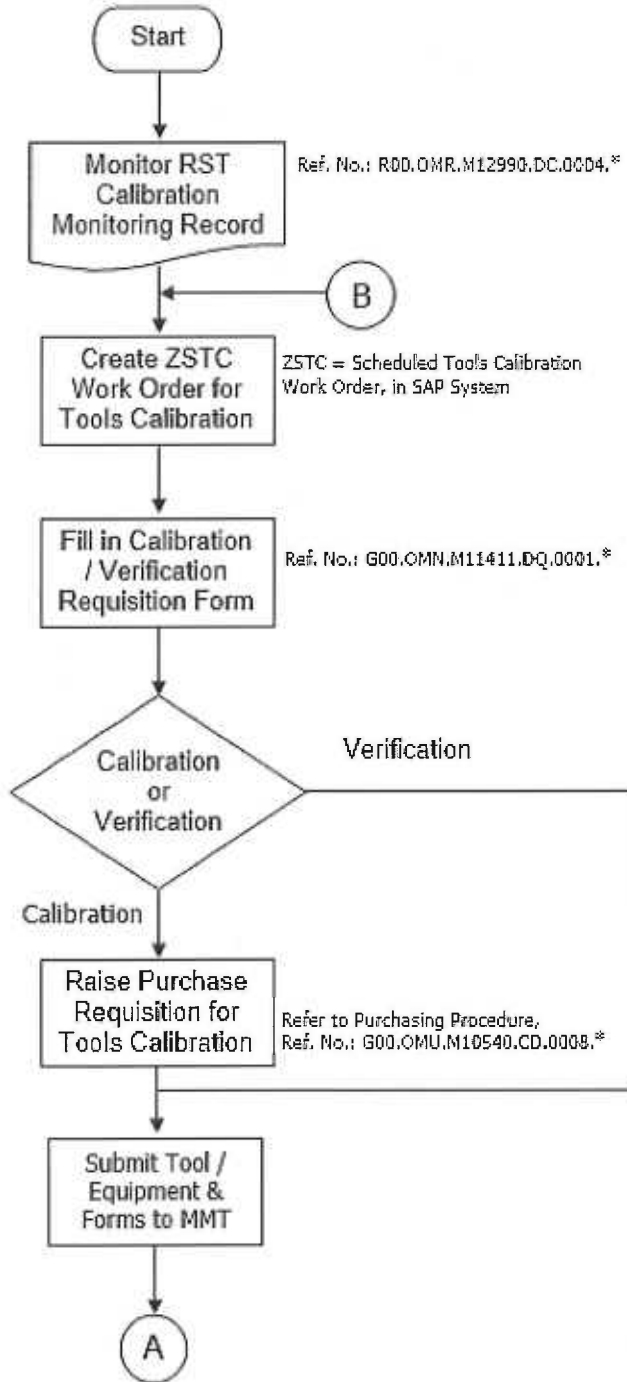 Start
Monitor RST
Calibration
Monitoring Record
Ref. No.: R00.OMR.M12990.DC.0004.*
B
Create ZSTC
Work Order for
Tools Calibration
ZSTC = Scheduled Tools Calibration
Work Order, in SAP System
Fill in Calibration
/ Verification
Requisition Form
Ref. No.: G00.OMN.M11411.DQ.0001.*
Calibration
or
Verification
Verification
Calibration
Raise Purchase
Requisition for
Tools Calibration
Refer to Purchasing Procedure,
Ref. No.: G00.OMU.M10540.CD.0008.*
Submit Tool /
Equipment &
Forms to MMT
A